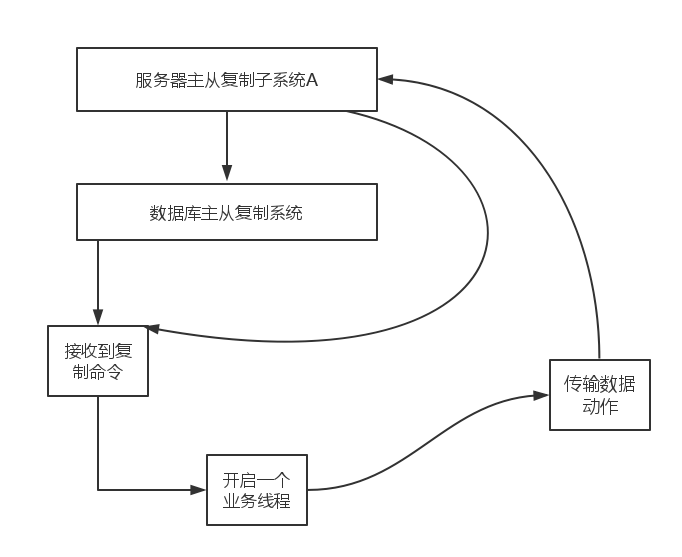 服务器主从复制子系统A
数据库主从复制系统
接收到复
制命令
传输数据
动作
开启一个
业务线程